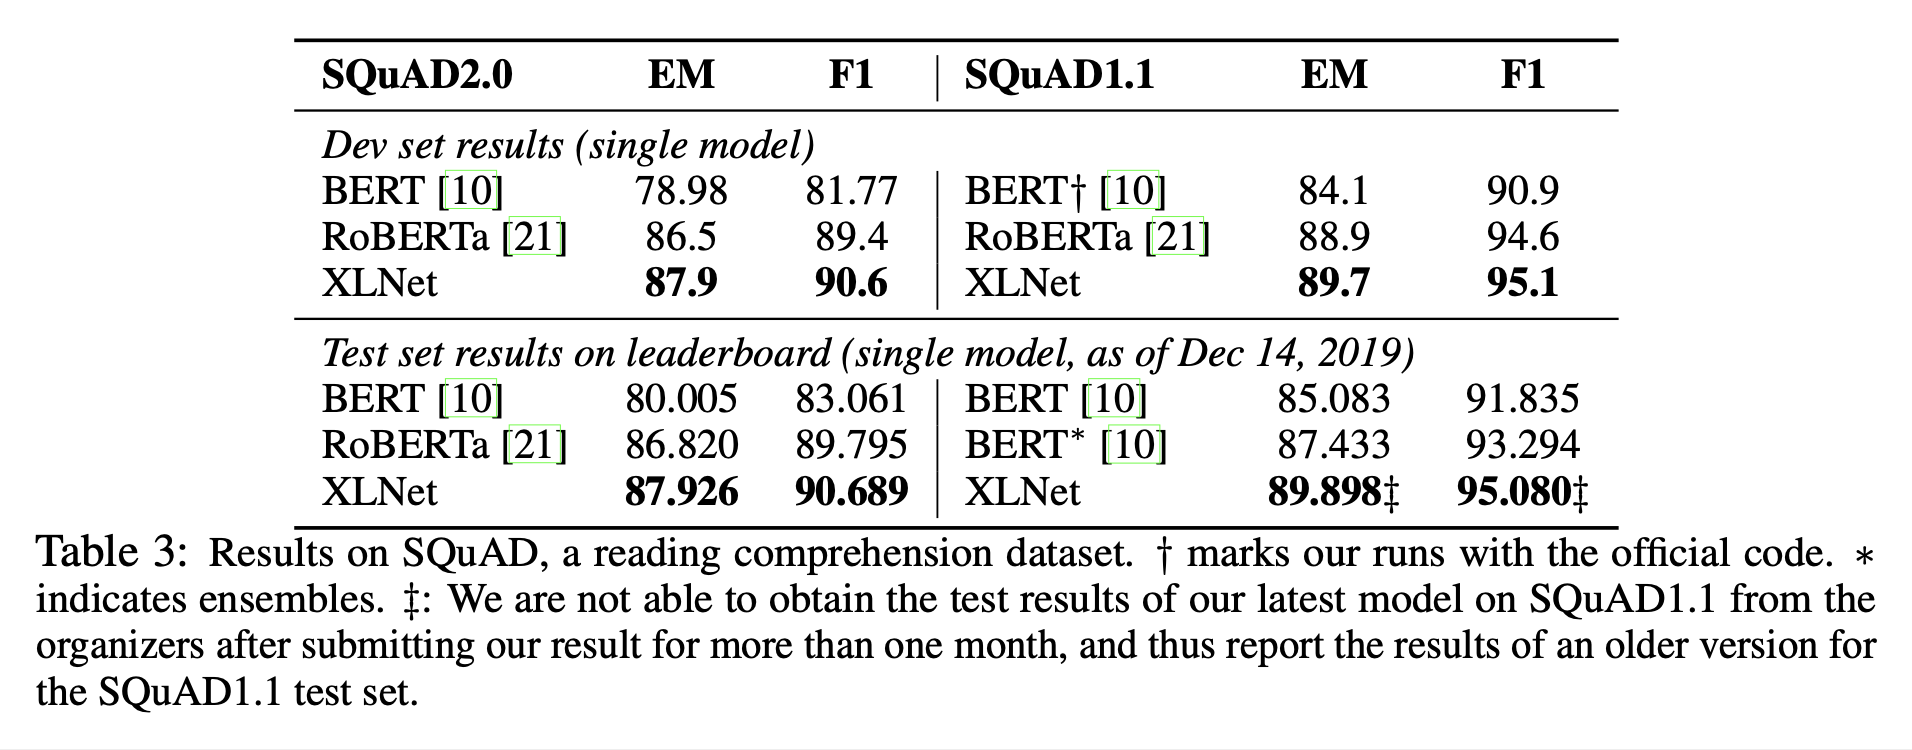 SQuAD2.0 EM F1 SQuAD1.1 EM F1
Dev set results (single model)
BERT [10] 78.98 81.77 BERT† [10] 84.1 90.9
RoBERTa [21] 86.5 89.4 RoBERTa [21] 88.9 94.6
XLNet 87.9 90.6 XLNet 89.7 95.1
Test set results on leaderboard (single model, as of Dec 14, 2019)
BERT [10] 80.005 83.061 BERT [10] 85.083 91.835
RoBERTa [21] 86.820 89.795 BERT* [10] 87.433 93.294
XLNet 87.926 90.689 XLNet 89.898‡ 95.080‡
Table 3: Results on SQuAD, a reading comprehension dataset. † marks our runs with the official code. *
indicates ensembles. ‡: We are not able to obtain the test results of our latest model on SQuAD1.1 from the
organizers after submitting our result for more than one month, and thus report the results of an older version for
the SQuAD1.1 test set.